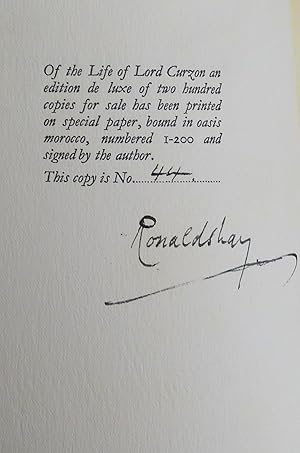 Of the Life of Lord Curzon an
edition de luxe of two hundred
copies for sale has been printed
on special paper, bound in oasis
morocco, numbered 1-200 and
signed by the author.
This copy is No.....44..........
Ronaldshay